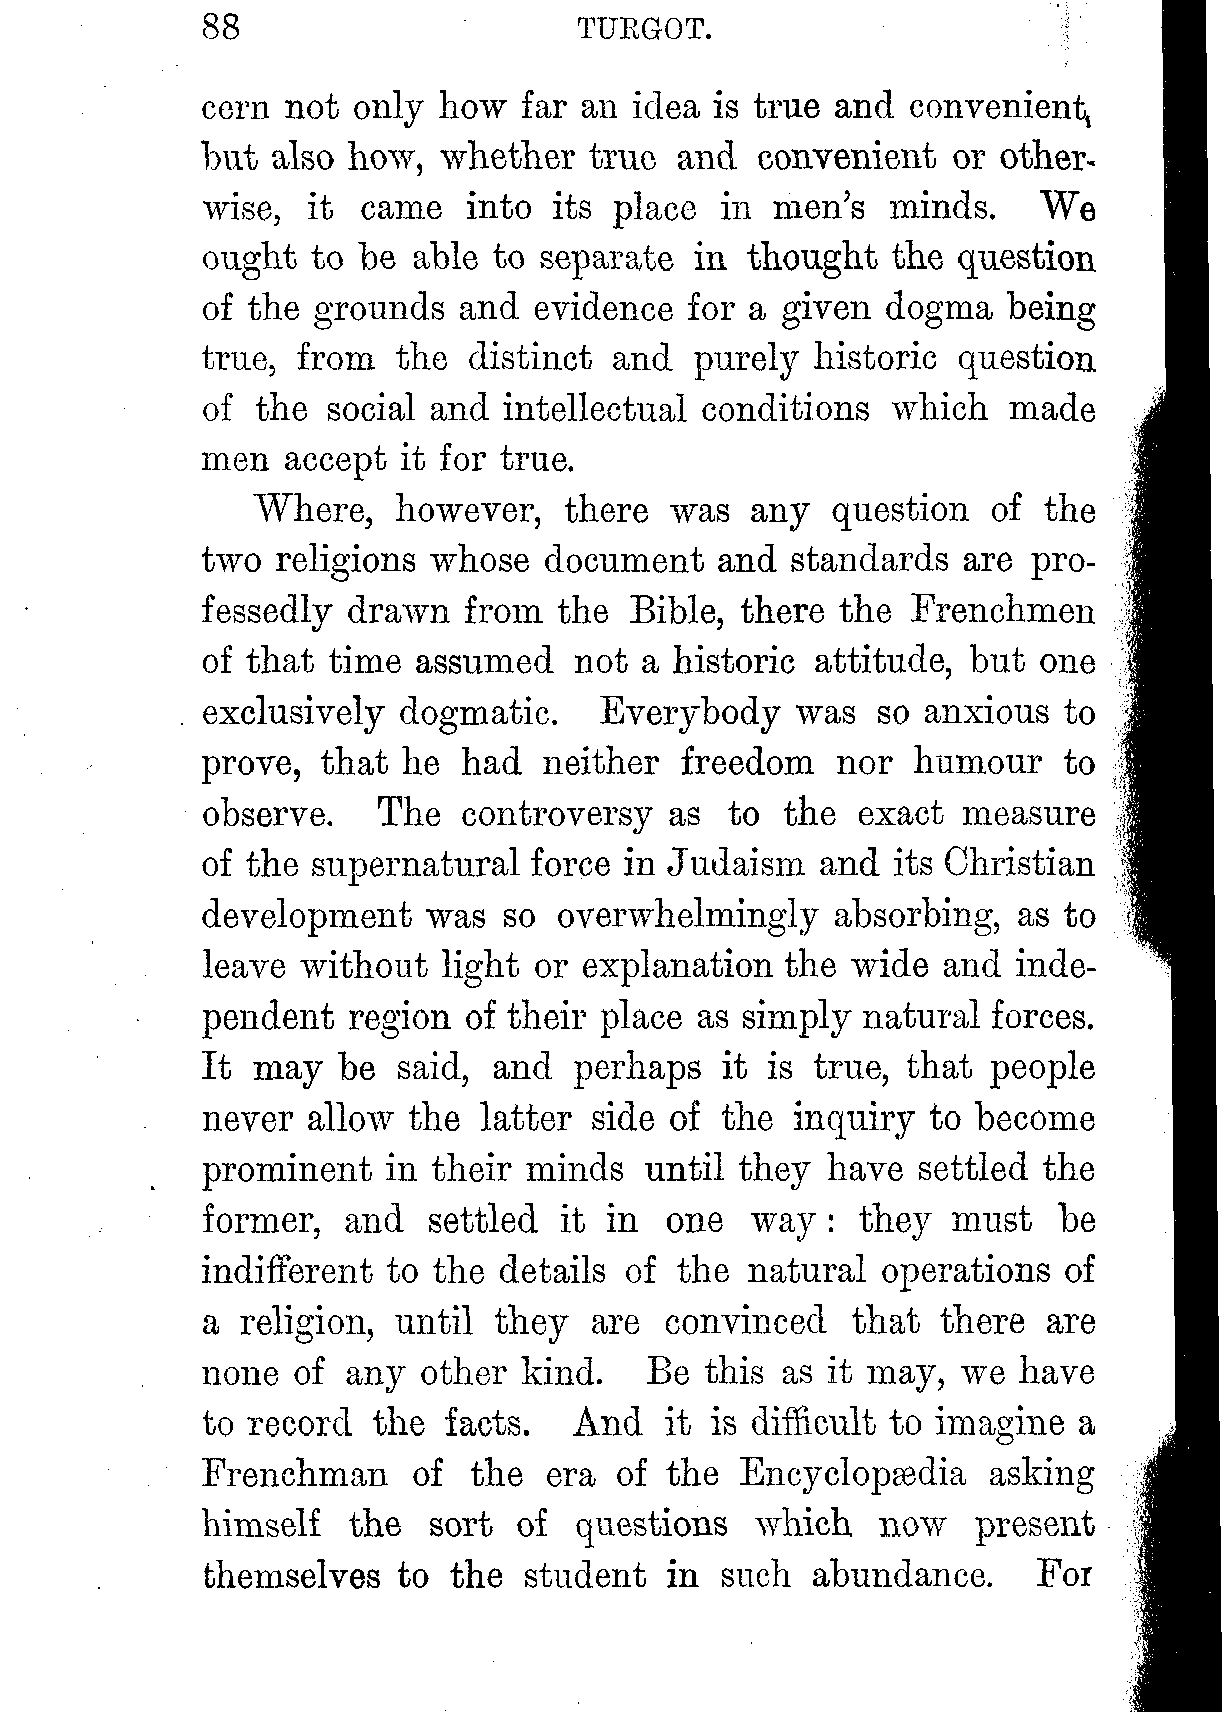 88 TURGOT.
cern not only how far an idea is true and convenient,
but also how, whether true and convenient or other-
wise, it came into its place in men's minds. We
ought to be able to separate in thought the question
of the grounds and evidence for a given dogma being
true, from the distinct and purely historic question
of the social and intellectual conditions which made
men accept it for true.
Where, however, there was any question of the
two religions whose document and standards are pro-
fessedly drawn from the Bible, there the Frenchmen
of that time assumed not a historic attitude, but one
exclusively dogmatic. Everybody was so anxious to
prove, that he had neither freedom nor humour to
observe. The controversy as to the exact measure
of the supernatural force in Judaism and its Christian
development was so overwhelmingly absorbing, as to
leave without light or explanation the wide and inde-
pendent region of their place as simply natural forces.
It may be said, and perhaps it is true, that people
never allow the latter side of the inquiry to become
prominent in their minds until they have settled the
former, and settled it in one way: they must be
indifferent to the details of the natural operations of
a religion, until they are convinced that there are
none of any other kind. Be this as it may, we have
to record the facts. And it is difficult to imagine a
Frenchman of the era of the Encyclopædia asking
himself the sort of questions which now present
themselves to the student in such abundance. For